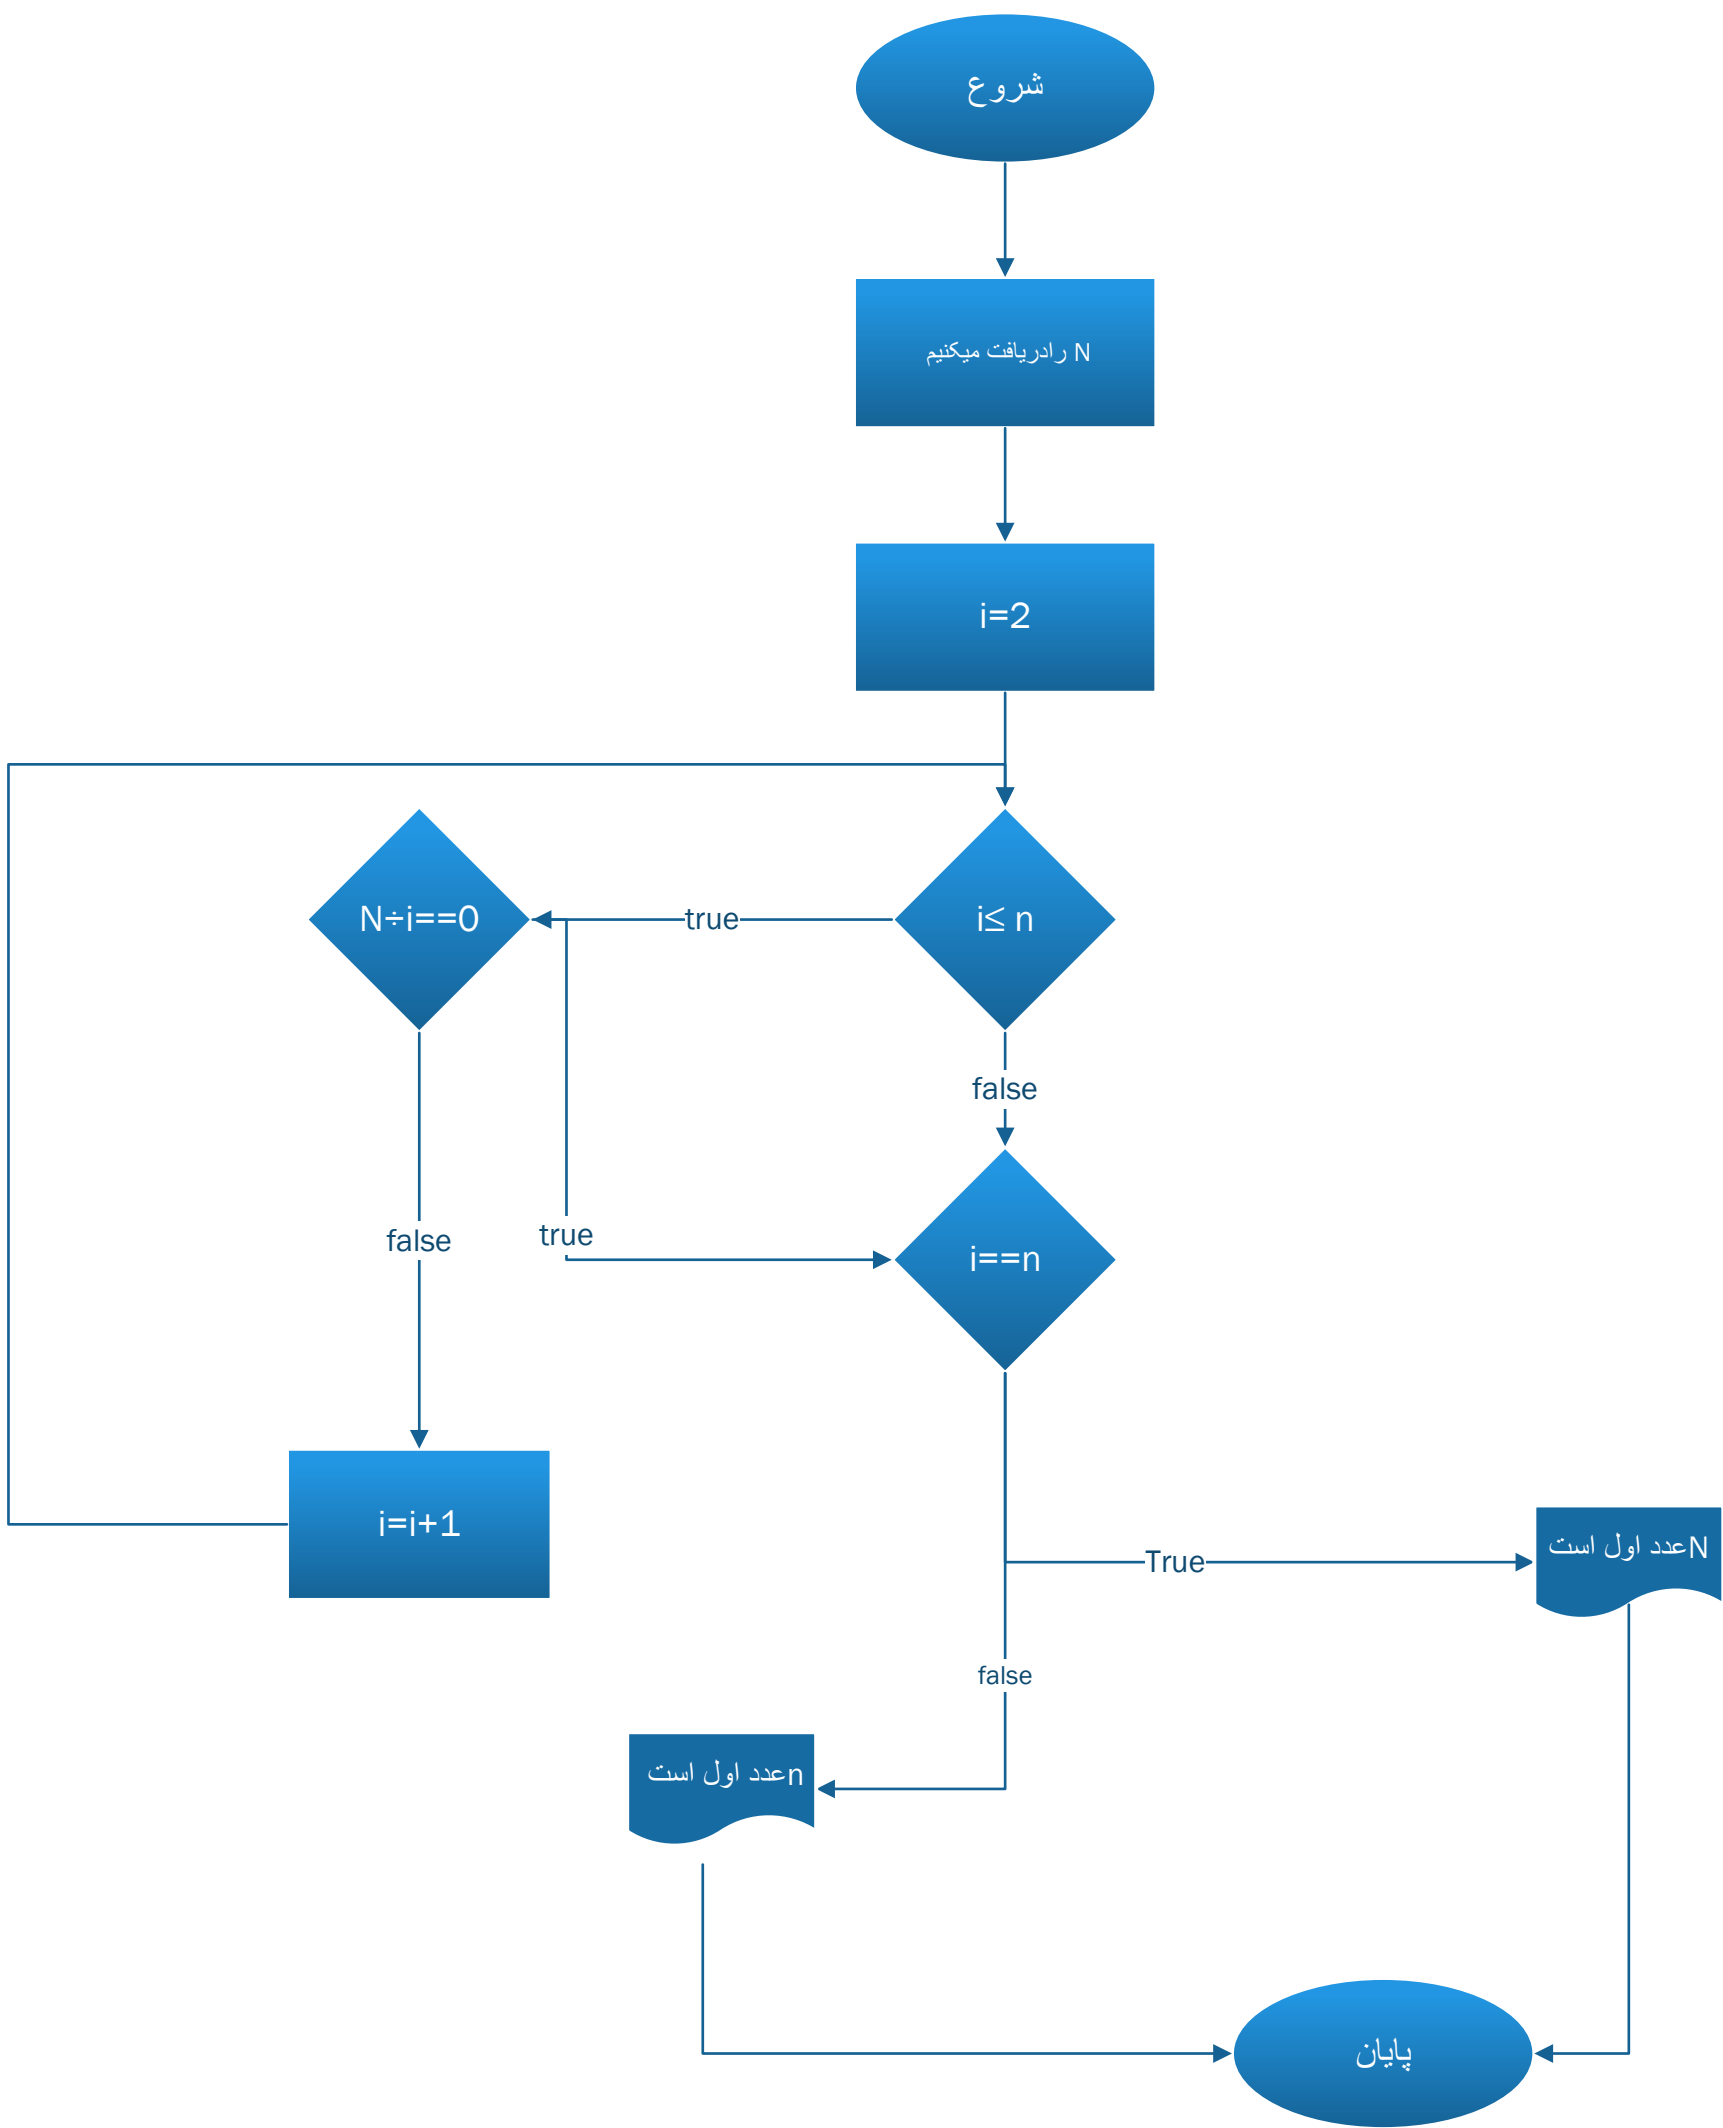 شروع
N رادریافت میکنیم
i=2
N÷i==0
true
i≤ n
false
false
true
i==n
i=i+1
True
Nعدد اول است
false
nعدد اول است
پایان